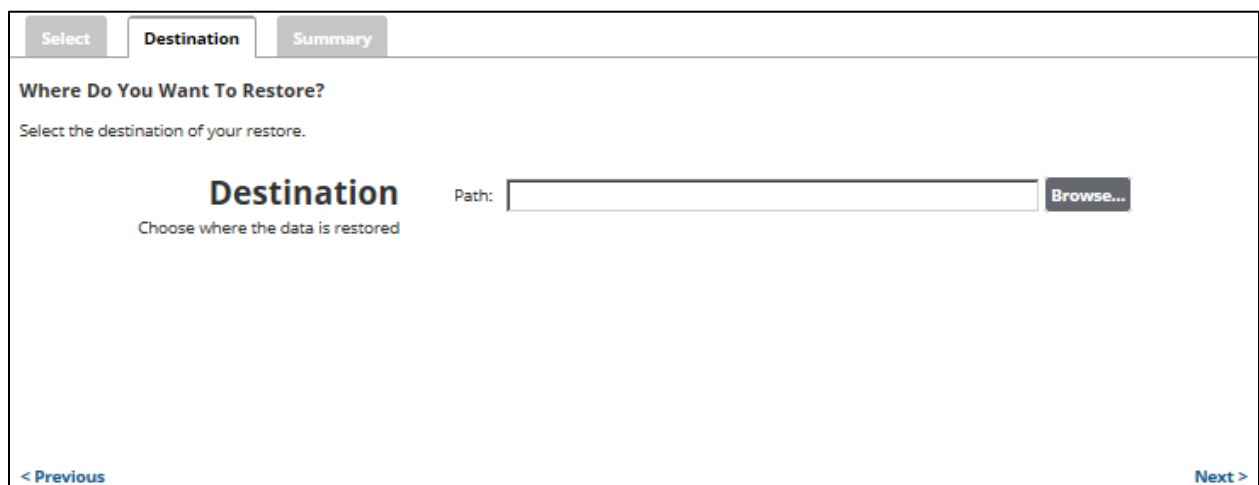 Select Destination Summary
Where Do You Want To Restore?
Select the destination of your restore.
Destination Path: Browse...
Choose where the data is restored
< Previous Next >